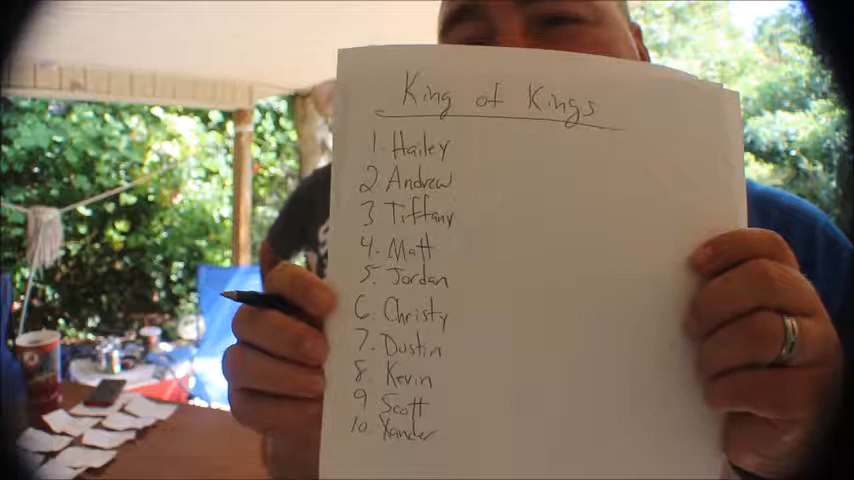 King of Kings
1. Hailey
2 Andrew
3 Tiffany
4. Matt
5. Jordan
6. Christy
7. Dustin
8. Kevin
9. Scott
10 Xander